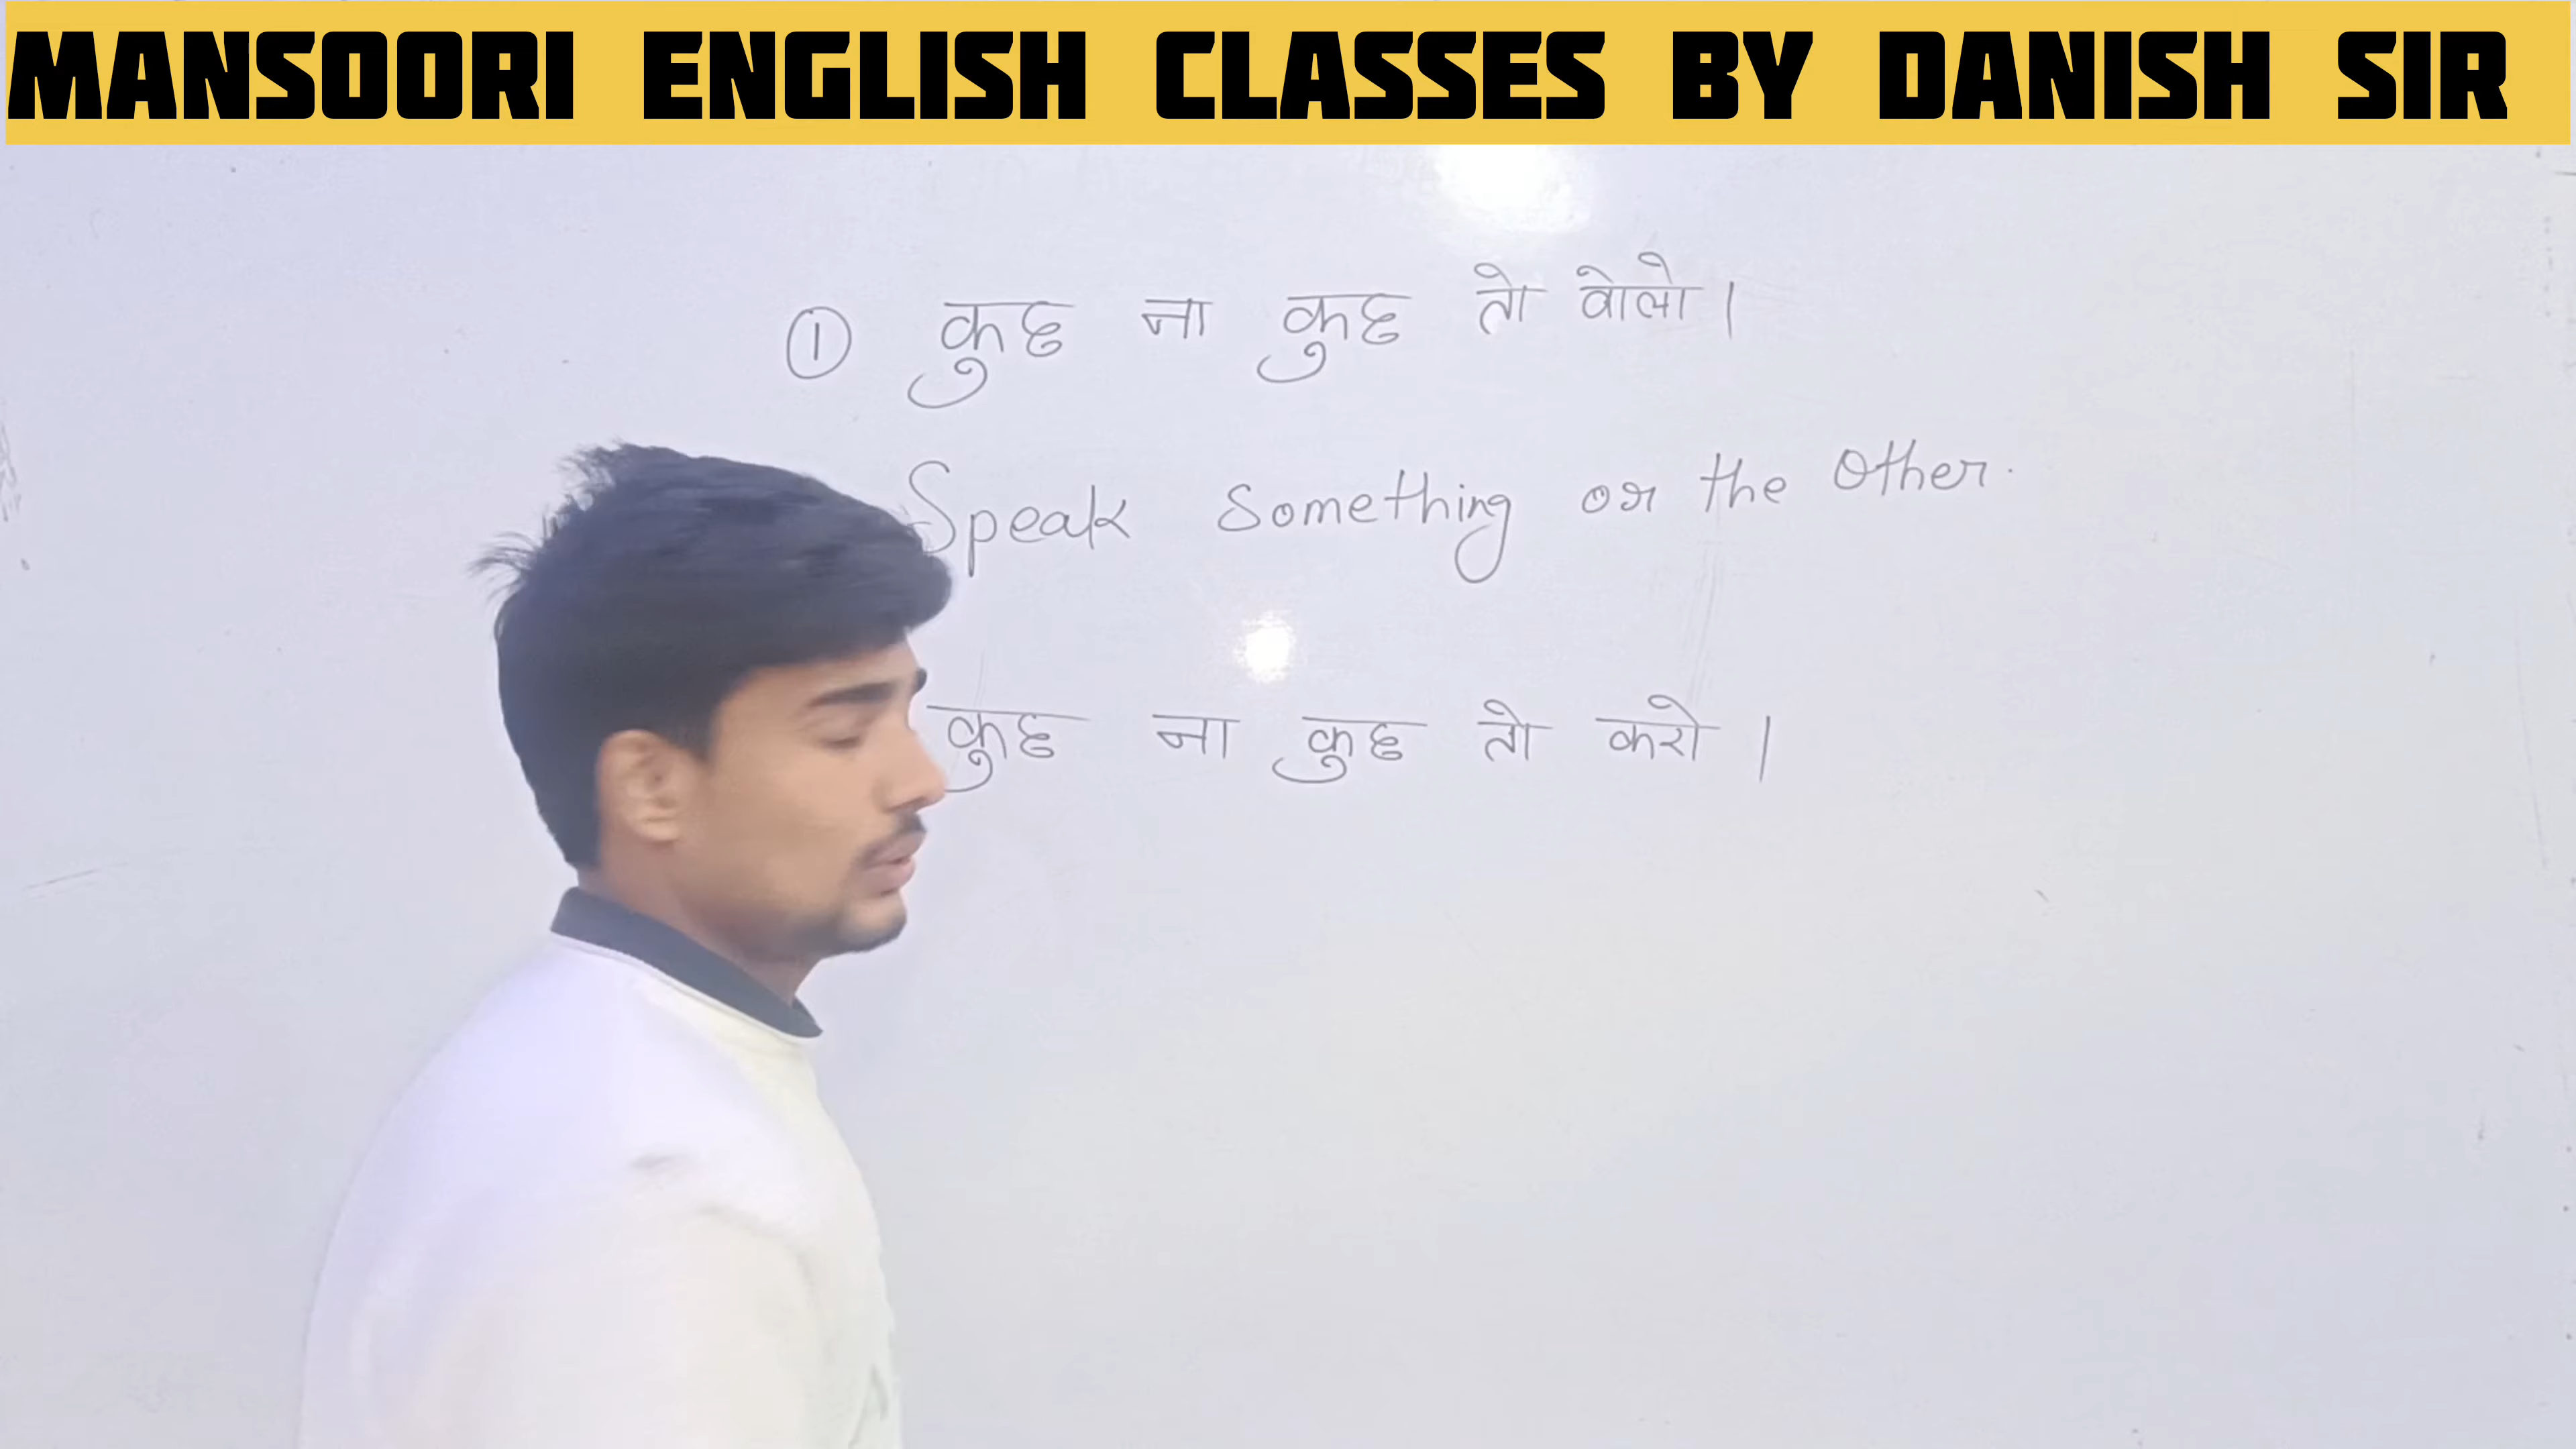 MANSOORI ENGLISH CLASSES BY DANISH SIR
① कुछ ना कुछ तो बोलो।
Speak Something or the Other.
कुछ ना कुछ तो करो।